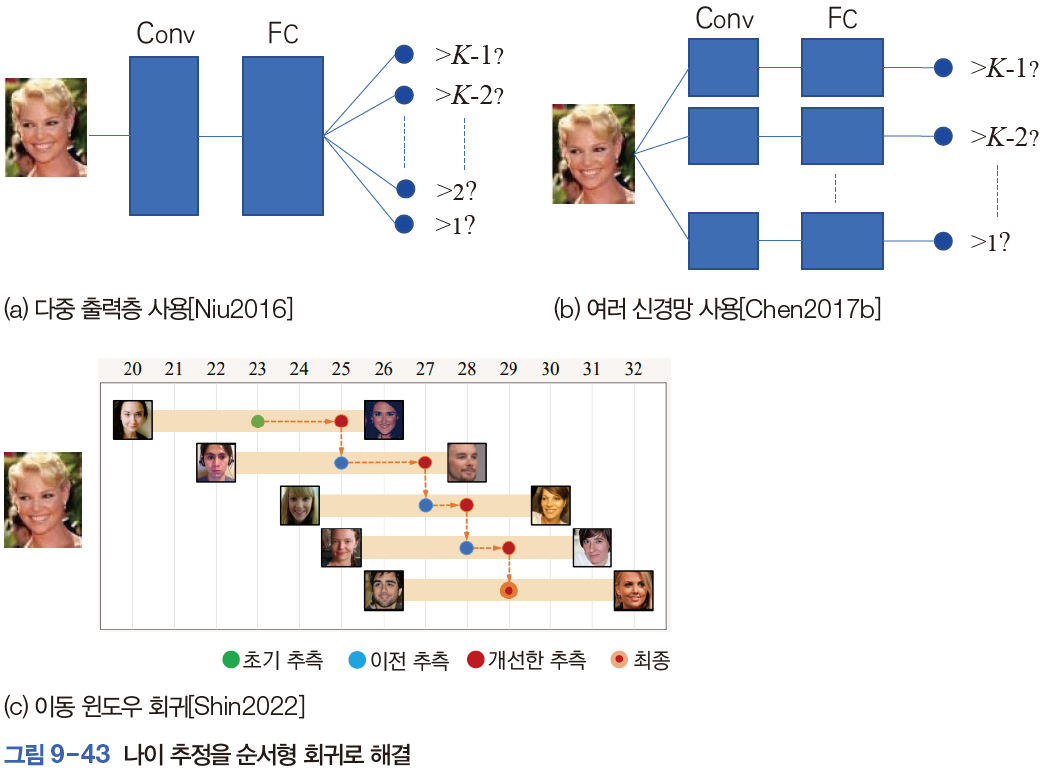 Conv FC
>K-1?
>K-2?
>2?
>1?
(a) 다중 출력층 사용[Niu2016]
Conv FC
>K-1?
>K-2?
>1?
(b) 여러 신경망 사용[Chen2017b]
20 21 22 23 24 25 26 27 28 29 30 31 32
초기 추측 이전 추측 개선한 추측 최종
(c) 이동 윈도우 회귀[Shin2022]
그림 9-43 나이 추정을 순서형 회귀로 해결